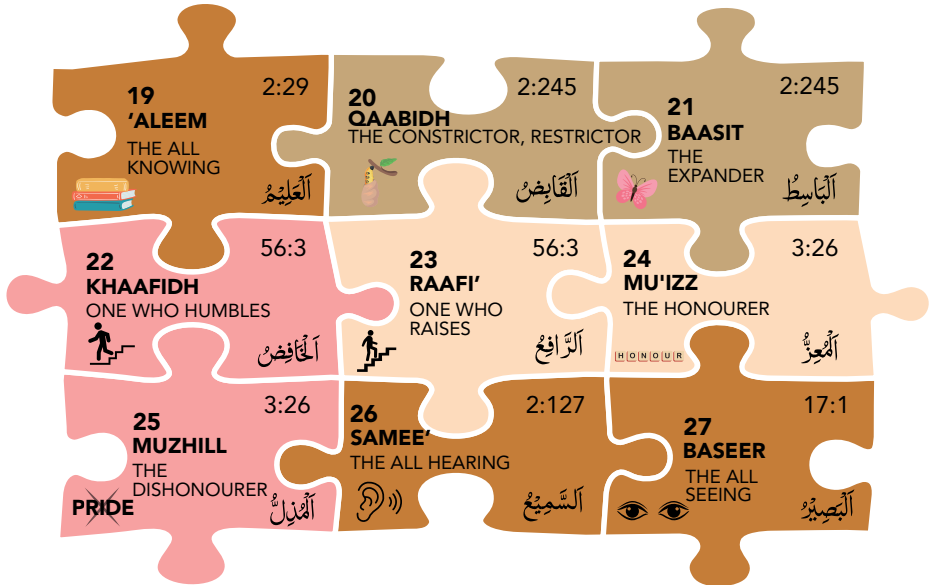 19
‘ALEEM
2:29
THE ALL
KNOWING
اَلْعَلِيْمُ
20
QAABIDH
2:245
THE CONSTRICTOR, RESTRICTOR
اَلْقَابِضُ
21
BAASIT
2:245
THE
EXPANDER
اَلْبَاسِطُ
22
KHAAFIDH
56:3
ONE WHO HUMBLES
اَلْخَافِضُ
23
RAAFI’
56:3
ONE WHO
RAISES
اَلرَّافِعُ
24
MU'IZZ
3:26
THE HONOURER
HONOUR
اَلْمُعِزُّ
25
MUZHILL
3:26
THE
DISHONOURER
PRIDE
اَلْمُذِلُّ
26
SAMEE’
2:127
THE ALL HEARING
اَلسَّمِيْعُ
27
BASEER
17:1
THE ALL
SEEING
اَلْبَصِيْرُ